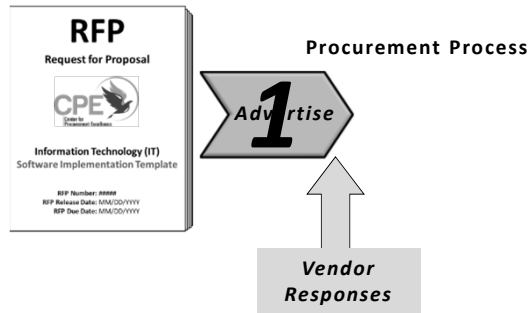 RFP
Request for Proposal
CPE
Center for
Procurement Excellence
Information Technology (IT)
Software Implementation Template
RFP Number: #####
RFP Release Date: MM/DD/YYYY
RFP Due Date: MM/DD/YYYY
Procurement Process
1
Advertise
Vendor
Responses